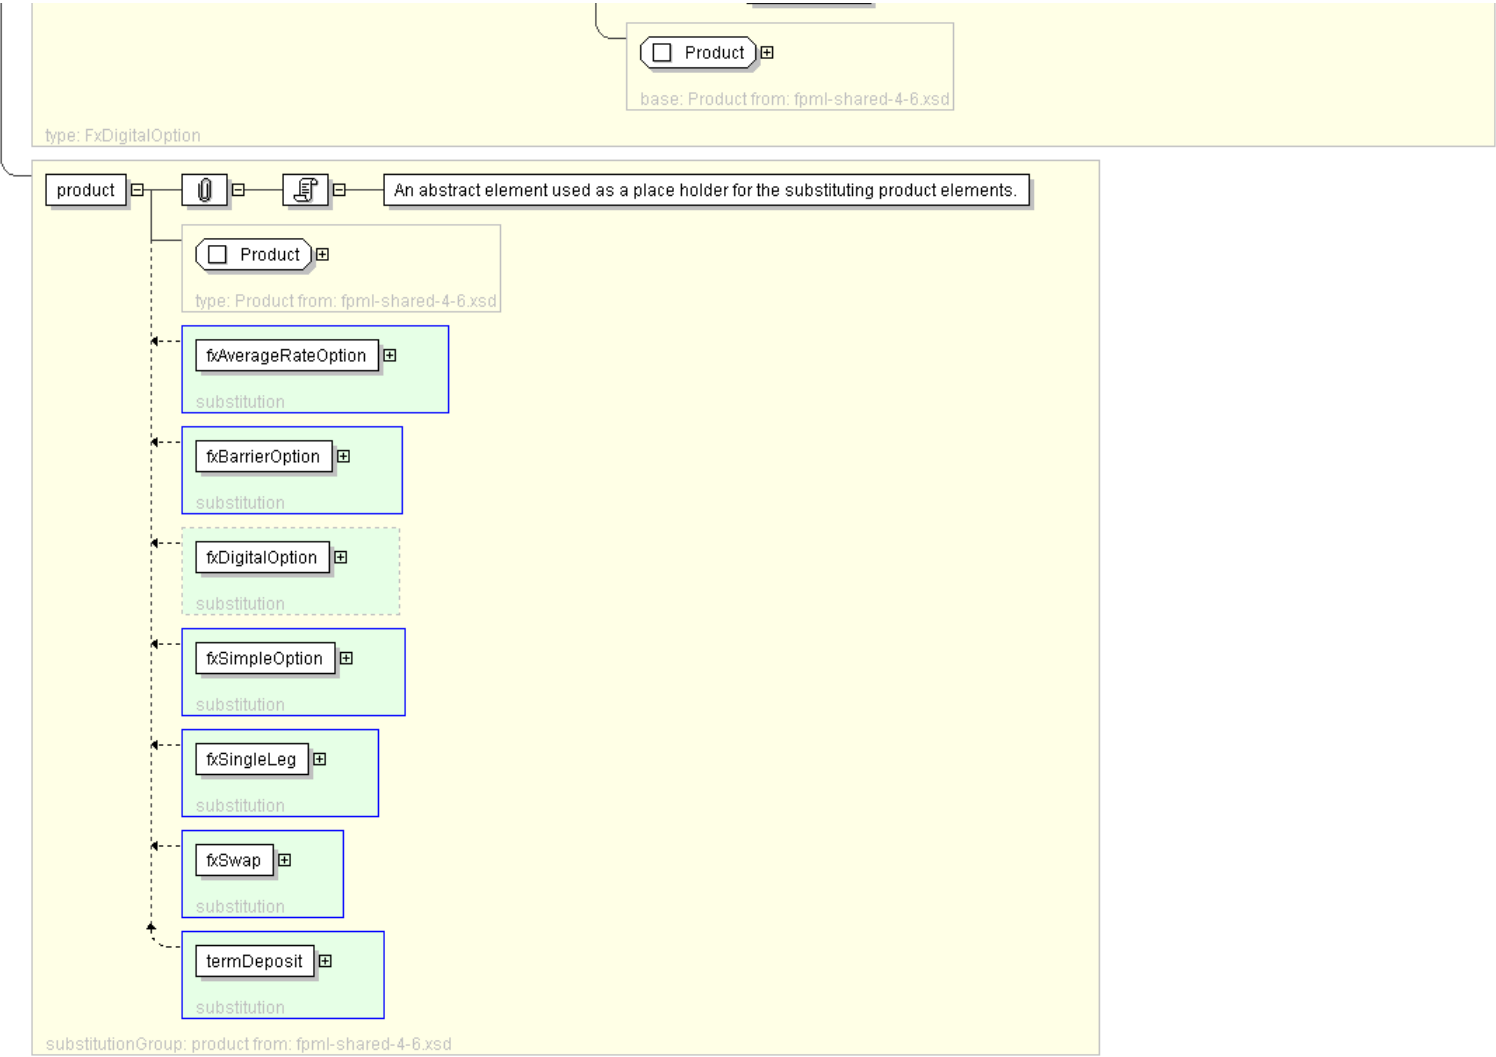 Product
base: Product from: fpml-shared-4-6.xsd
type: FxDigitalOption
product
An abstract element used as a place holder for the substituting product elements.
Product
type: Product from: fpml-shared-4-6.xsd
fxAverageRateOption
substitution
fxBarrierOption
substitution
fxDigitalOption
substitution
fxSimpleOption
substitution
fxSingleLeg
substitution
fxSwap
substitution
termDeposit
substitution
substitutionGroup: product from: fpml-shared-4-6.xsd